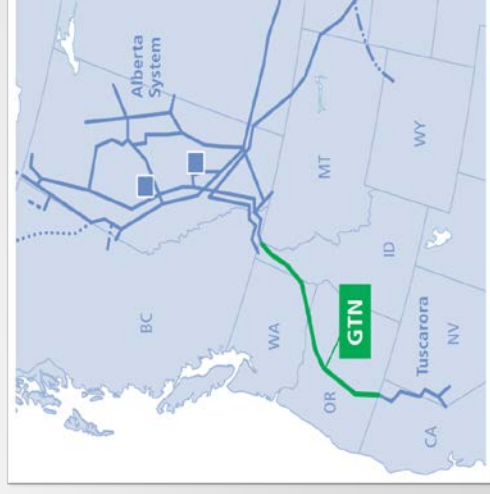 Alberta
System
BC
MT
WA
ID
WY
GTN
OR
Tuscarora
NV
CA